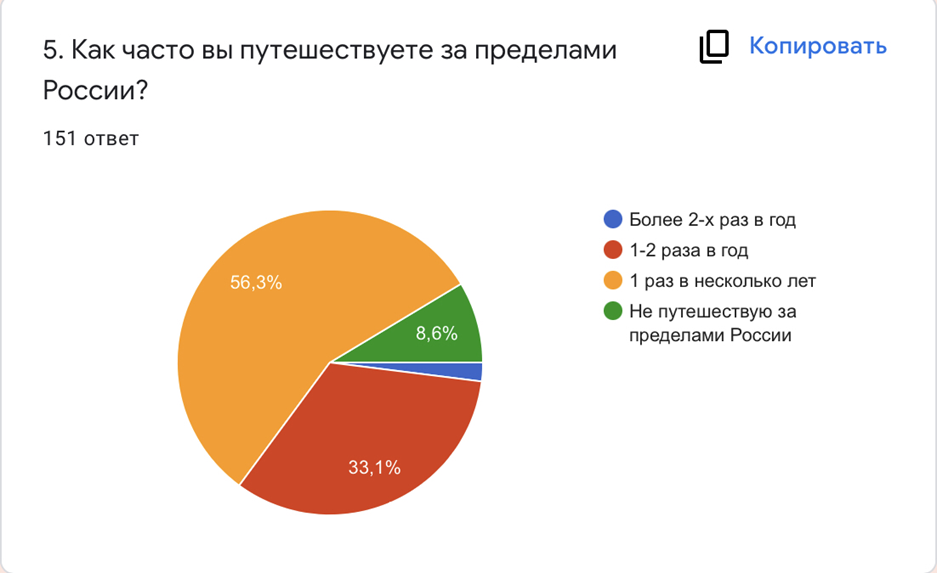 5. Как часто вы путешествуете за пределами
России?
Копировать
151 ответ
56,3%
8,6%
33,1%
Более 2-х раз в год
1-2 раза в год
1 раз в несколько лет
Не путешествую за
пределами России